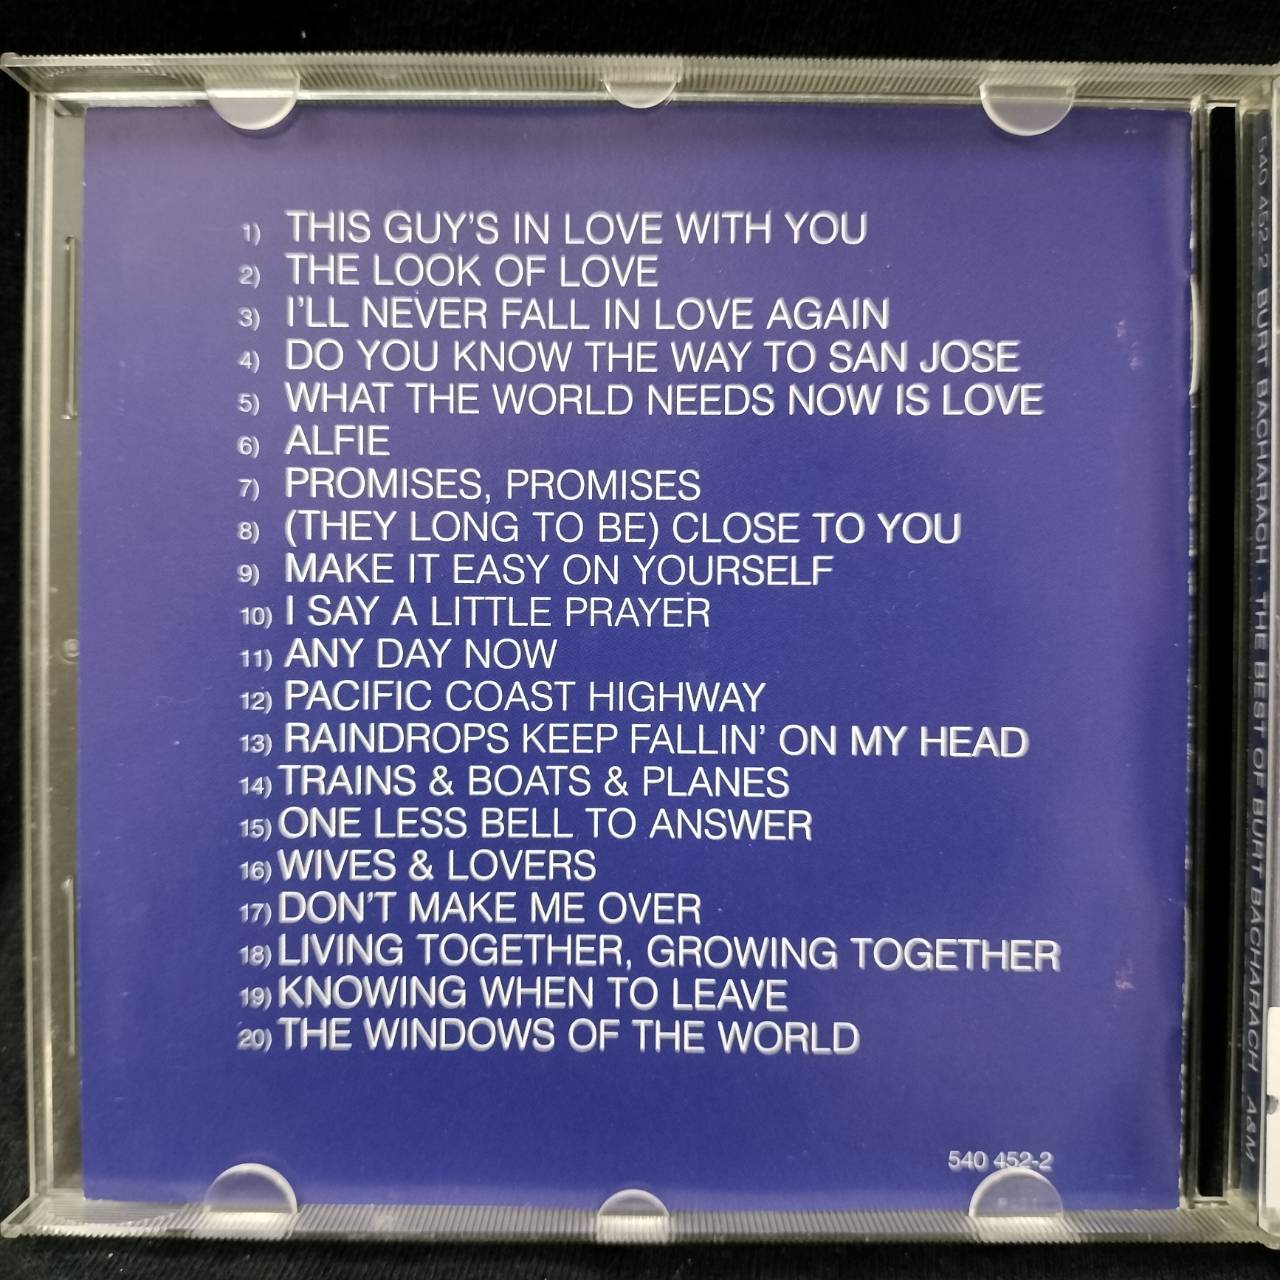 1) THIS GUY'S IN LOVE WITH YOU
2) THE LOOK OF LOVE
3) I'LL NEVER FALL IN LOVE AGAIN
4) DO YOU KNOW THE WAY TO SAN JOSE
5) WHAT THE WORLD NEEDS NOW IS LOVE
6) ALFIE
7) PROMISES, PROMISES
8) (THEY LONG TO BE) CLOSE TO YOU
9) MAKE IT EASY ON YOURSELF
10) I SAY A LITTLE PRAYER
11) ANY DAY NOW
12) PACIFIC COAST HIGHWAY
13) RAINDROPS KEEP FALLIN' ON MY HEAD
14) TRAINS & BOATS & PLANES
15) ONE LESS BELL TO ANSWER
16) WIVES & LOVERS
17) DON'T MAKE ME OVER
18) LIVING TOGETHER, GROWING TOGETHER
19) KNOWING WHEN TO LEAVE
20) THE WINDOWS OF THE WORLD
540 452-2
540 452 2 BURT BACHARACH · THE BEST OF BURT BACHARACH A&M